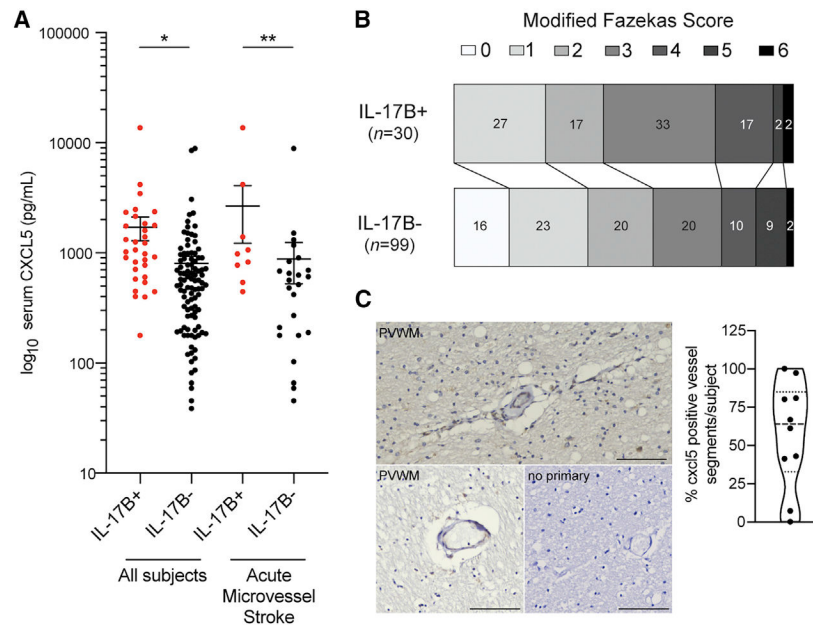 A
log10 serum CXCL5 (pg/mL)
100000
10000
1000
100
10
*
**
IL-17B+
IL-17B-
IL-17B+
IL-17B-
All subjects
Acute
Microvessel
Stroke
B
Modified Fazekas Score
0 1 2 3 4 5 6
IL-17B+
(n=30)
27 17 33 17 2 2
IL-17B-
(n=99)
16 23 20 20 10 9 2
C
PVWM
PVWM
no primary
% cxcl5 positive vessel
segments/subject
125
100
75
50
25
0